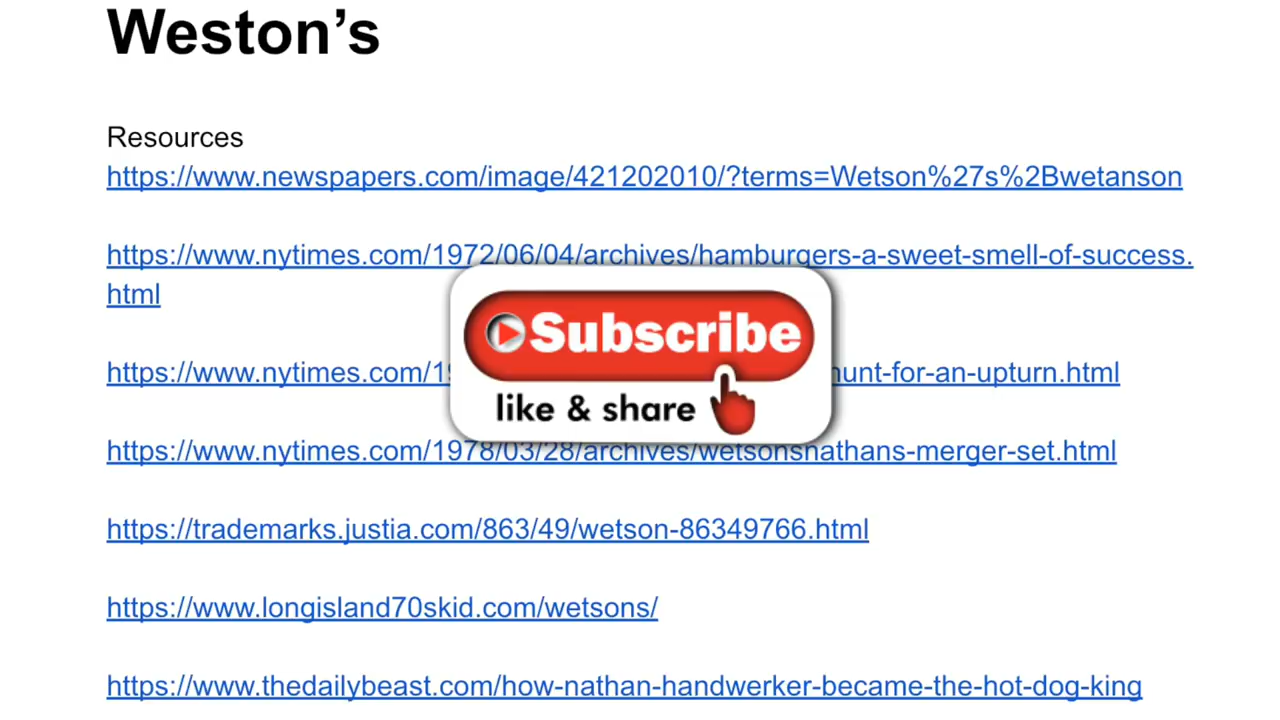 Weston’s
Resources
https://www.newspapers.com/image/421202010/?terms=Wetson%27s%2Bwetanson
https://www.nytimes.com/1972/06/04/archives/hamburgers-a-sweet-smell-of-success.
html
Subscribe
https://www.nytimes.com/19 hunt-for-an-upturn.html
like & share
https://www.nytimes.com/1978/03/28/archives/wetsonsnathans-merger-set.html
https://trademarks.justia.com/863/49/wetson-86349766.html
https://www.longisland70skid.com/wetsons/
https://www.thedailybeast.com/how-nathan-handwerker-became-the-hot-dog-king